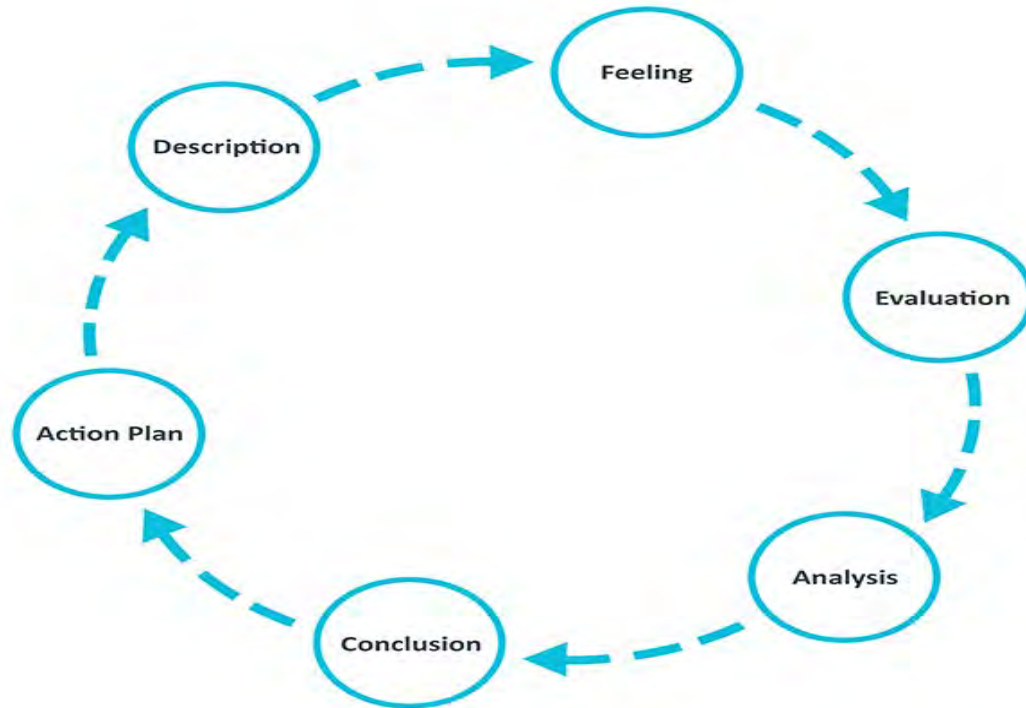 Feeling
Description
Evaluation
Action Plan
Analysis
Conclusion